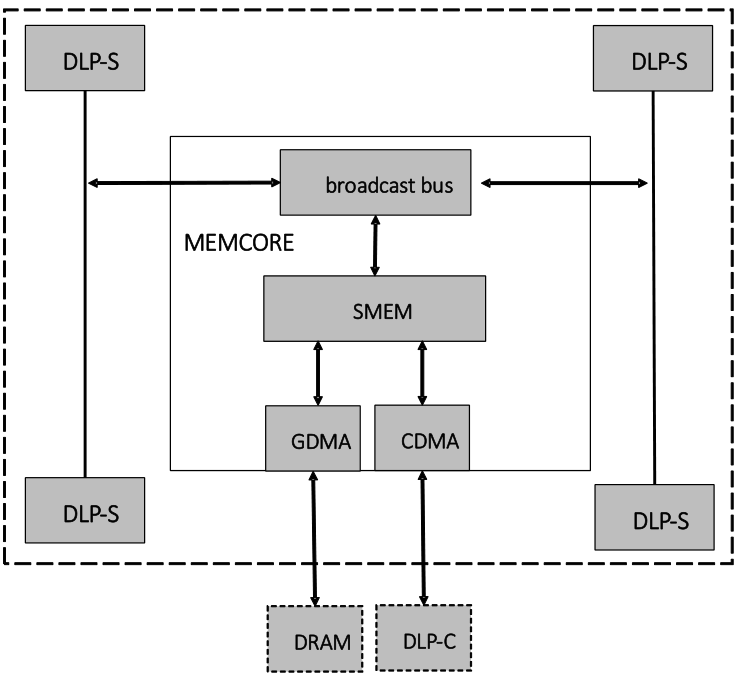 DLP-S
DLP-S
broadcast bus
MEMCORE
SMEM
GDMA
CDMA
DLP-S
DLP-S
DRAM
DLP-C